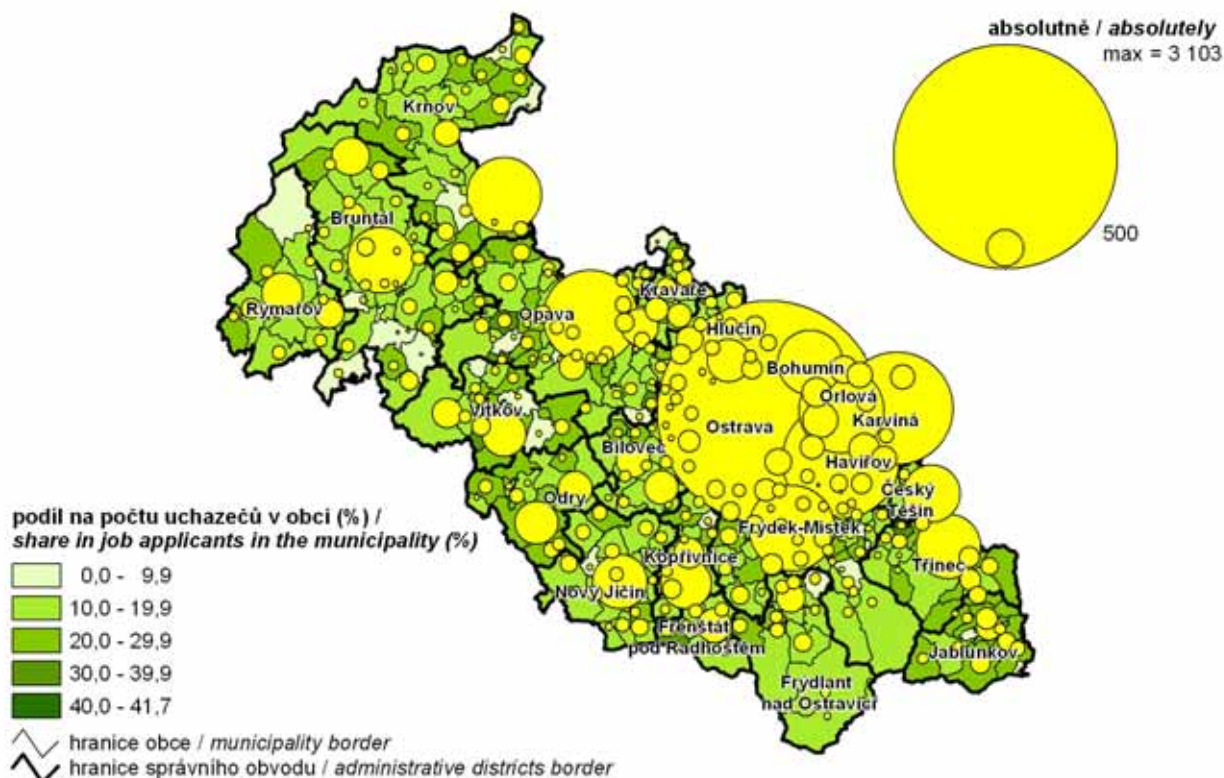 absolutně / absolutely
max = 3 103
500
Krnov
Bruntál
Rýmařov
Opava
Kravaře
Hlučín
Bohumín
Orlová
Karviná
Ostrava
Vítkov
Bílovec
Havířov
Český
Těšín
Odry
Frýdek-Místek
Třinec
Kopřivnice
Nový Jičín
Frenštát
pod Radhoštěm
Jablunkov
Frýdlant
nad Ostravicí
podíl na počtu uchazečů v obci (%) /
share in job applicants in the municipality (%)
0,0 - 9,9
10,0 - 19,9
20,0 - 29,9
30,0 - 39,9
40,0 - 41,7
hranice obce / municipality border
hranice správního obvodu / administrative districts border